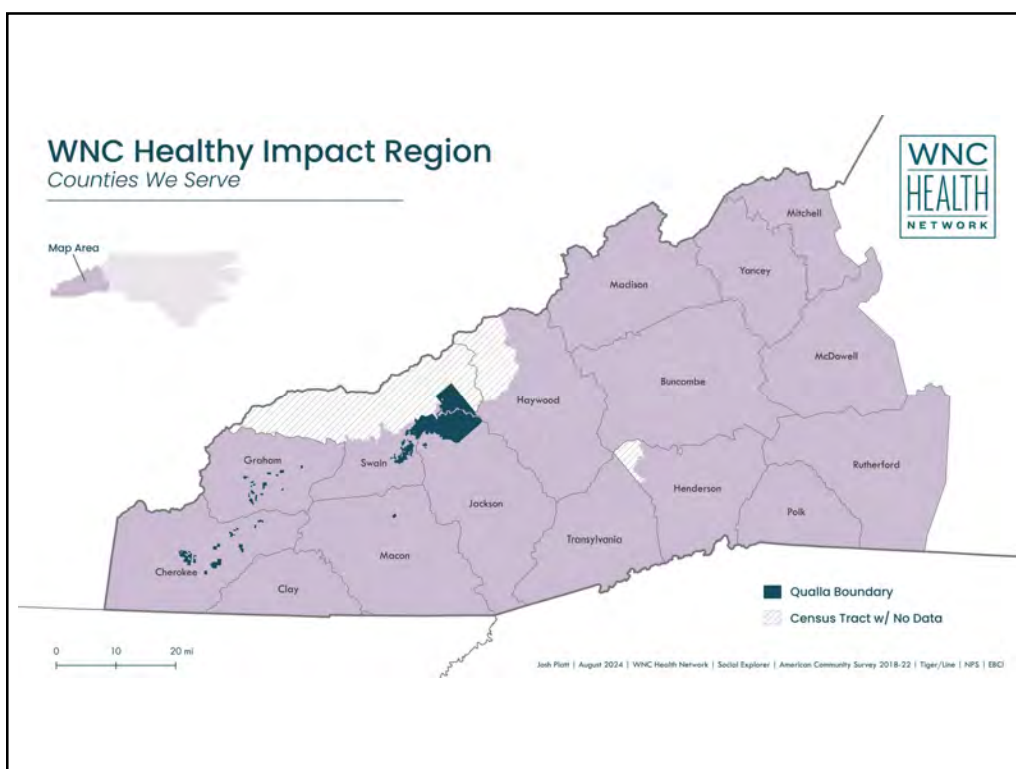 WNC Healthy Impact Region
Counties We Serve
WNC
HEALTH
NETWORK
Map Area
Mitchell
Yancey
Madison
McDowell
Buncombe
Haywood
Rutherford
Graham
Swain
Henderson
Jackson
Polk
Transylvania
Macon
Cherokee
Clay
Qualla Boundary
Census Tract w/ No Data
0 10 20 mi
Josh Platt | August 2024 | WNC Health Network | Social Explorer | American Community Survey 2018-22 | Tiger/Line | NPS | EBCI